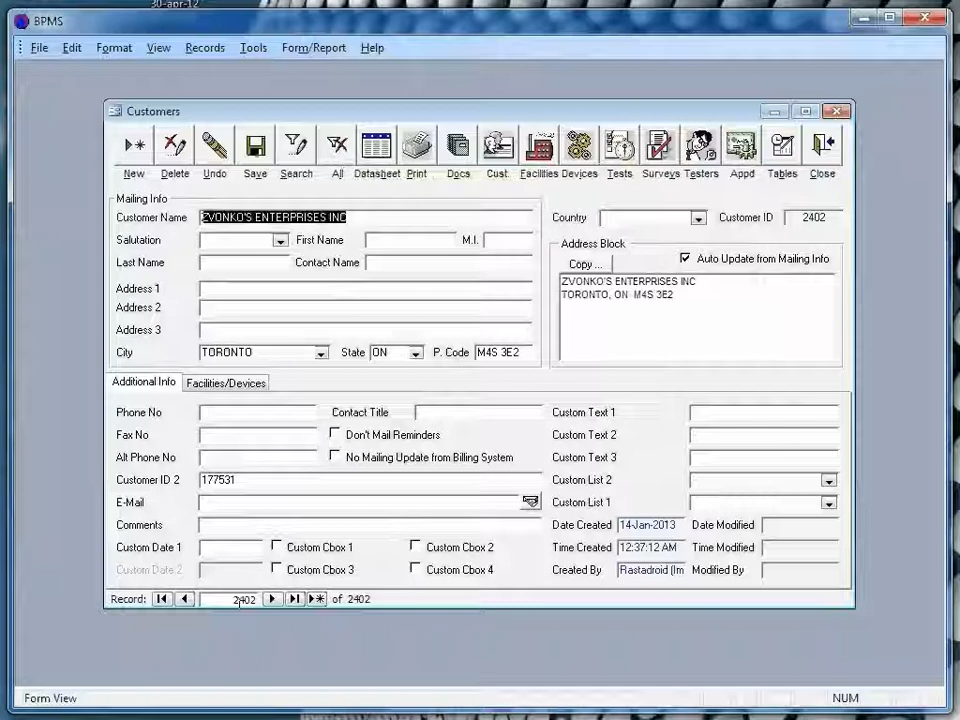 30-apr-12
BPMS
File Edit Format View Records Tools Form/Report Help
Customers
New Delete Undo Save Search All Datasheet Print Docs Cust. Facilities Devices Tests Surveys Testers Appd Tables Close
Mailing Info
Customer Name ZVONKO'S ENTERPRISES INC Country Customer ID 2402
Salutation First Name M.I. Address Block
Last Name Contact Name Copy ... Auto Update from Mailing Info
ZVONKO'S ENTERPRISES INC
Address 1 TORONTO, ON M4S 3E2
Address 2
Address 3
City TORONTO State ON P. Code M4S 3E2
Additional Info Facilities/Devices
Phone No Contact Title Custom Text 1
Fax No Don't Mail Reminders Custom Text 2
Alt Phone No No Mailing Update from Billing System Custom Text 3
Customer ID 2 177531 Custom List 2
E-Mail Custom List 1
Comments Date Created 14-Jan-2013 Date Modified
Custom Date 1 Custom Cbox 1 Custom Cbox 2 Time Created 12:37:12 AM Time Modified
Custom Date 2 Custom Cbox 3 Custom Cbox 4 Created By Rastadroid (Im Modified By
Record: 2402 of 2402
Form View NUM